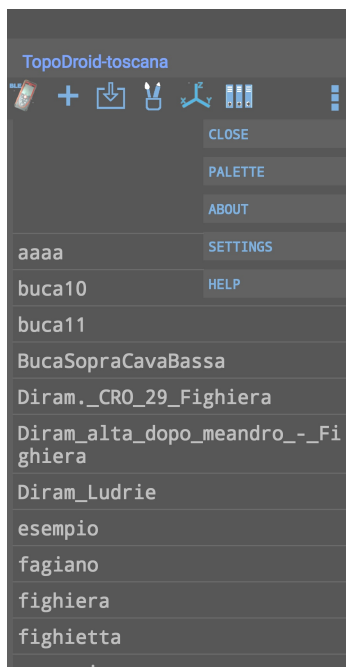 TopoDroid-toscana
CLOSE
PALETTE
ABOUT
SETTINGS
HELP
aaaa
buca10
buca11
BucaSopraCavaBassa
Diram._CRO_29_Fighiera
Diram_alta_dopo_meandro_-_Fi
ghiera
Diram_Ludrie
esempio
fagiano
fighiera
fighietta